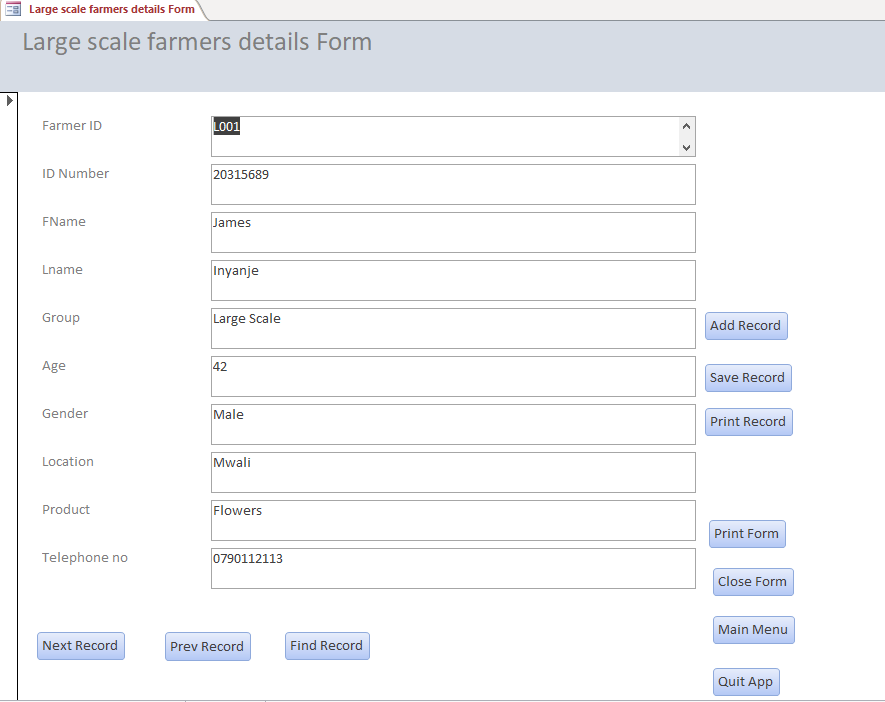 Large scale farmers details Form
Large scale farmers details Form
Farmer ID L001
ID Number 20315689
FName James
Lname Inyanje
Group Large Scale
Add Record
Age 42
Save Record
Gender Male
Print Record
Location Mwali
Product Flowers
Print Form
Telephone no 0790112113
Close Form
Main Menu
Next Record Prev Record Find Record
Quit App